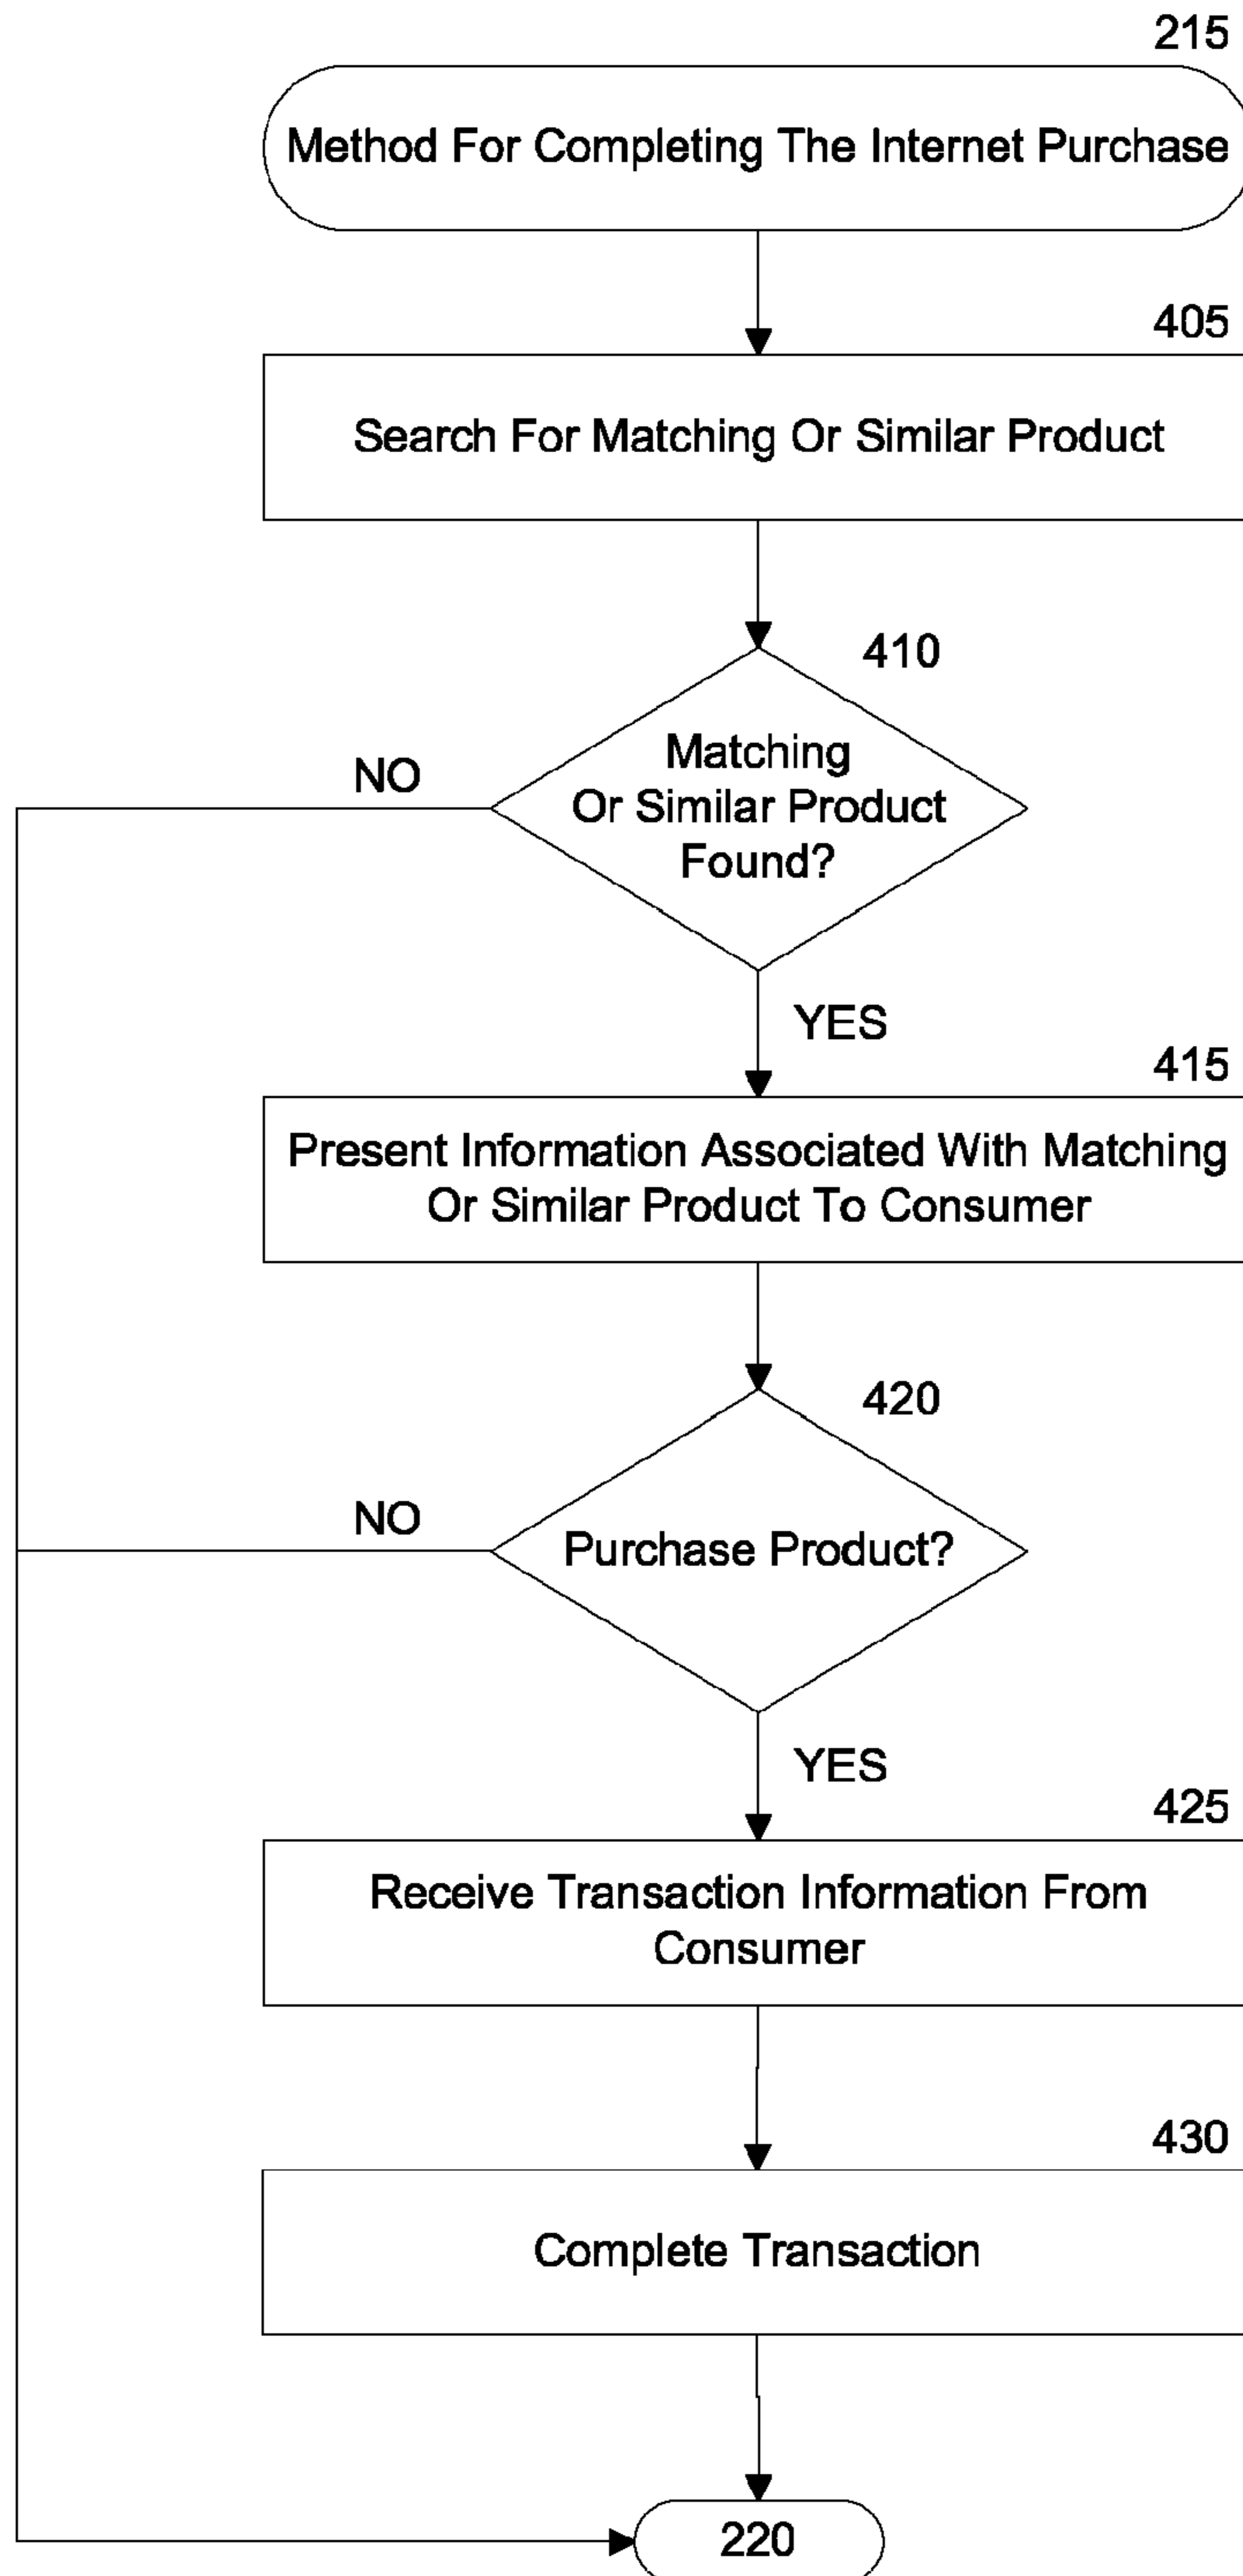 215
Method For Completing The Internet Purchase
405
Search For Matching Or Similar Product
410
Matching
Or Similar Product
Found?
NO
YES
415
Present Information Associated With Matching
Or Similar Product To Consumer
420
Purchase Product?
NO
YES
425
Receive Transaction Information From
Consumer
430
Complete Transaction
220